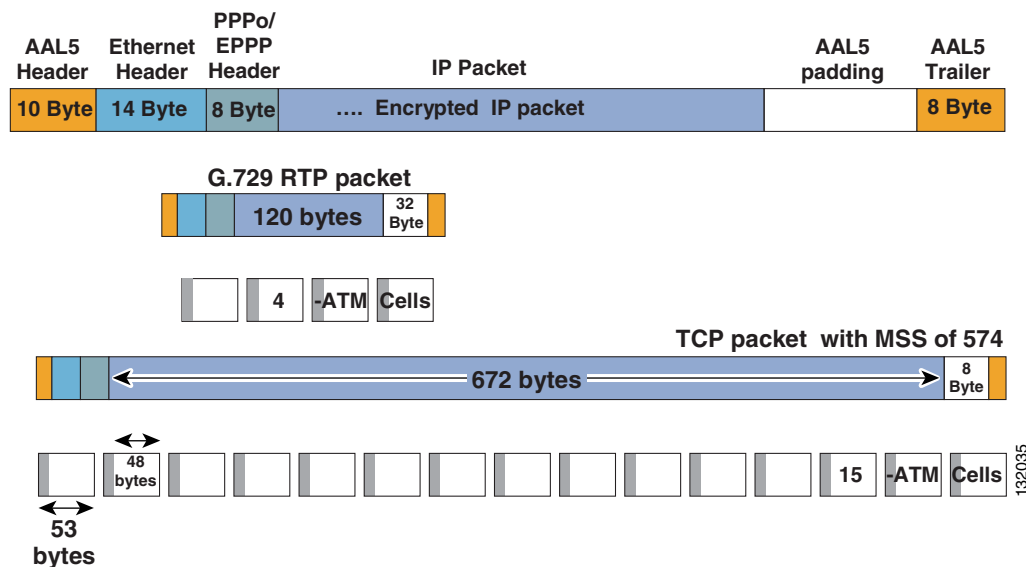 AAL5 Header
Ethernet Header
PPPo/ EPPP Header
IP Packet
AAL5 padding
AAL5 Trailer
10 Byte
14 Byte
8 Byte
.... Encrypted IP packet
8 Byte
G.729 RTP packet
120 bytes
32 Byte
4 -ATM Cells
TCP packet with MSS of 574
672 bytes
8 Byte
48 bytes
15 -ATM Cells
53 bytes
132035